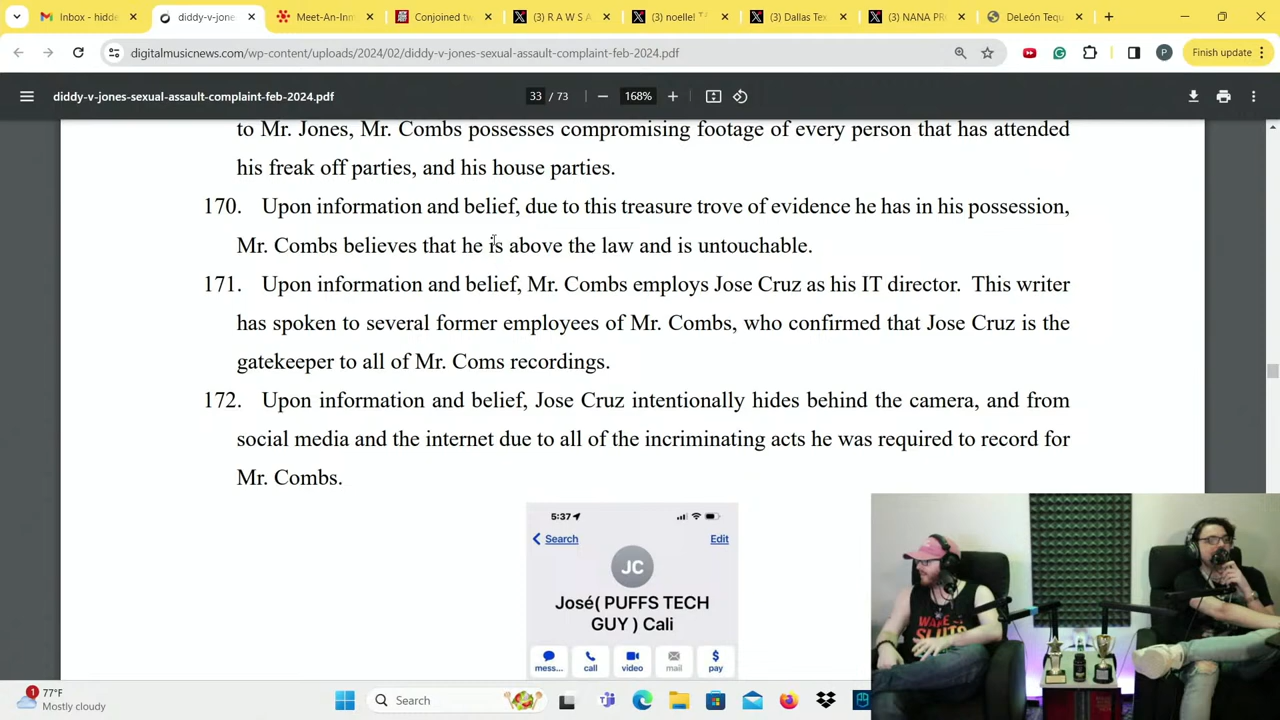 Inbox - hidde
diddy-v-jone
Meet-An-Inm
Conjoined tw
(3) R A W S A
(3) noelle!
(3) Dallas Tex
(3) NANA PR
DeLeón Tequ
digitalmusicnews.com/wp-content/uploads/2024/02/diddy-v-jones-sexual-assault-complaint-feb-2024.pdf
P
Finish update
diddy-v-jones-sexual-assault-complaint-feb-2024.pdf
33 / 73
168%
to Mr. Jones, Mr. Combs possesses compromising footage of every person that has attended
his freak off parties, and his house parties.
170. Upon information and belief, due to this treasure trove of evidence he has in his possession,
Mr. Combs believes that he is above the law and is untouchable.
171. Upon information and belief, Mr. Combs employs Jose Cruz as his IT director. This writer
has spoken to several former employees of Mr. Combs, who confirmed that Jose Cruz is the
gatekeeper to all of Mr. Coms recordings.
172. Upon information and belief, Jose Cruz intentionally hides behind the camera, and from
social media and the internet due to all of the incriminating acts he was required to record for
Mr. Combs.
5:37
Search
Edit
JC
José( PUFFS TECH
GUY ) Cali
mess...
call
video
mail
pay
1
77°F
Mostly cloudy
Search